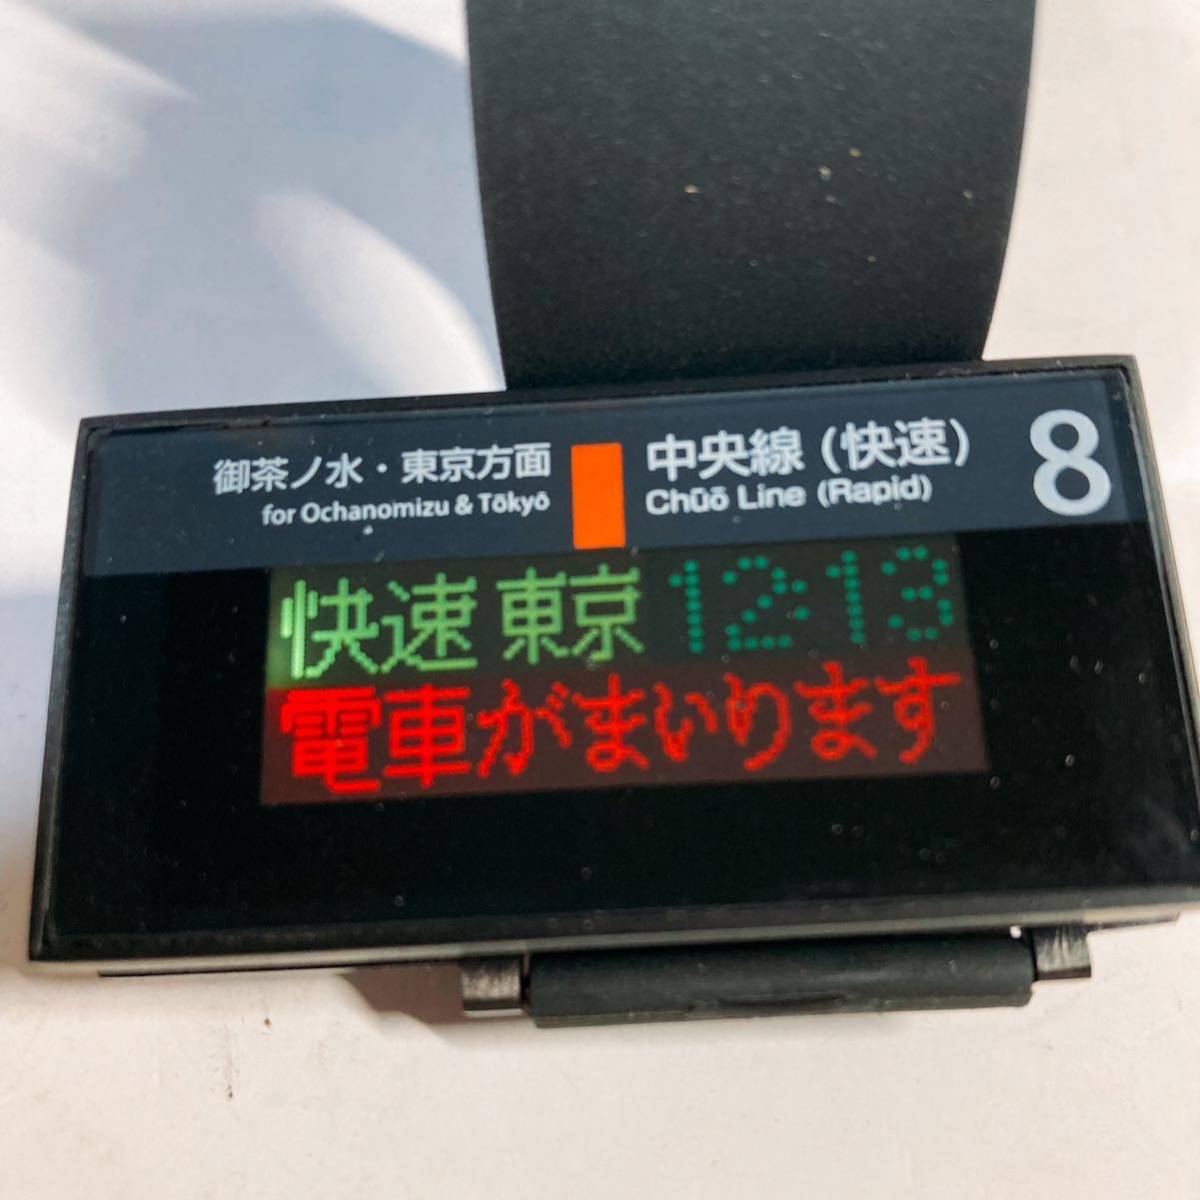 御茶ノ水・東京方面
for Ochanomizu & Tōkyō
中央線 (快速)
Chūō Line (Rapid)
8
快速 東京 12:13
電車がまいります